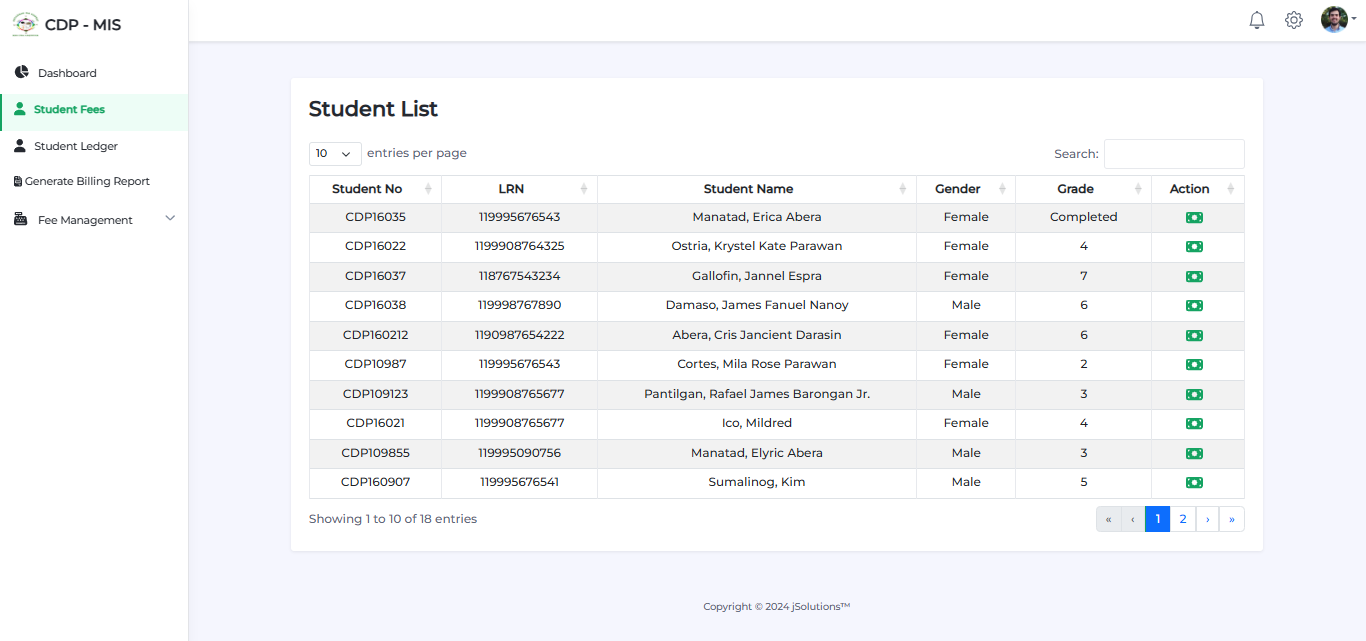 CDP - MIS
Dashboard
Student Fees
Student Ledger
Generate Billing Report
Fee Management
Student List
10 entries per page Search:
Student No LRN Student Name Gender Grade Action
CDP16035 119995676543 Manatad, Erica Abera Female Completed
CDP16022 1199908764325 Ostria, Krystel Kate Parawan Female 4
CDP16037 118767543234 Gallofin, Jannel Espra Female 7
CDP16038 119998767890 Damaso, James Fanuel Nanoy Male 6
CDP160212 1190987654222 Abera, Cris Jancient Darasin Female 6
CDP10987 119995676543 Cortes, Mila Rose Parawan Female 2
CDP109123 1199908765677 Pantilgan, Rafael James Barongan Jr. Male 3
CDP16021 1199908765677 Ico, Mildred Female 4
CDP109855 119995090756 Manatad, Elyric Abera Male 3
CDP160907 119995676541 Sumalinog, Kim Male 5
Showing 1 to 10 of 18 entries « ‹ 1 2 › »
Copyright © 2024 jSolutions™